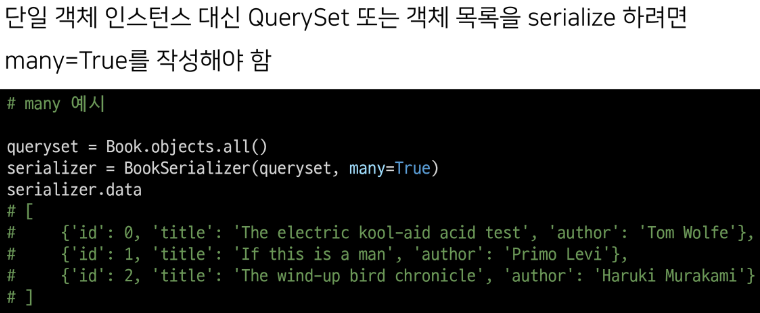 단일 객체 인스턴스 대신 QuerySet 또는 객체 목록을 serialize 하려면
many=True를 작성해야 함
# many 예시
queryset = Book.objects.all()
serializer = BookSerializer(queryset, many=True)
serializer.data
# [
#     {'id': 0, 'title': 'The electric kool-aid acid test', 'author': 'Tom Wolfe'},
#     {'id': 1, 'title': 'If this is a man', 'author': 'Primo Levi'},
#     {'id': 2, 'title': 'The wind-up bird chronicle', 'author': 'Haruki Murakami'}
# ]